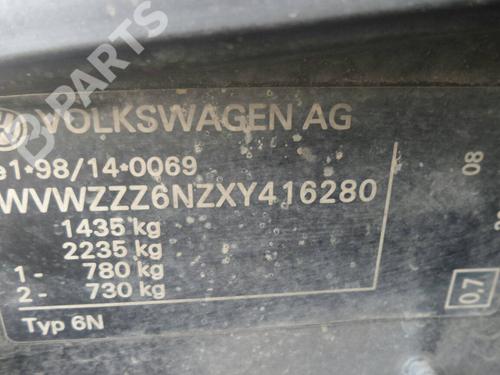 B-PARTS
VOLKSWAGEN AG
e1*98/14*0069
WVWZZZ6NZXY416280
1435 kg
2235 kg
1- 780 kg
2- 730 kg
Typ 6N
08
0,7